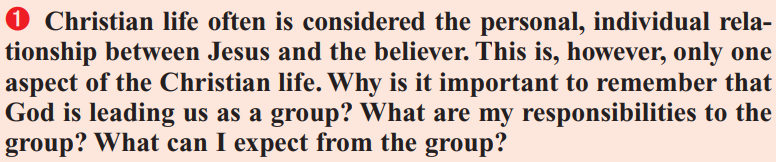 1 Christian life often is considered the personal, individual rela-
tionship between Jesus and the believer. This is, however, only one
aspect of the Christian life. Why is it important to remember that
God is leading us as a group? What are my responsibilities to the
group? What can I expect from the group?